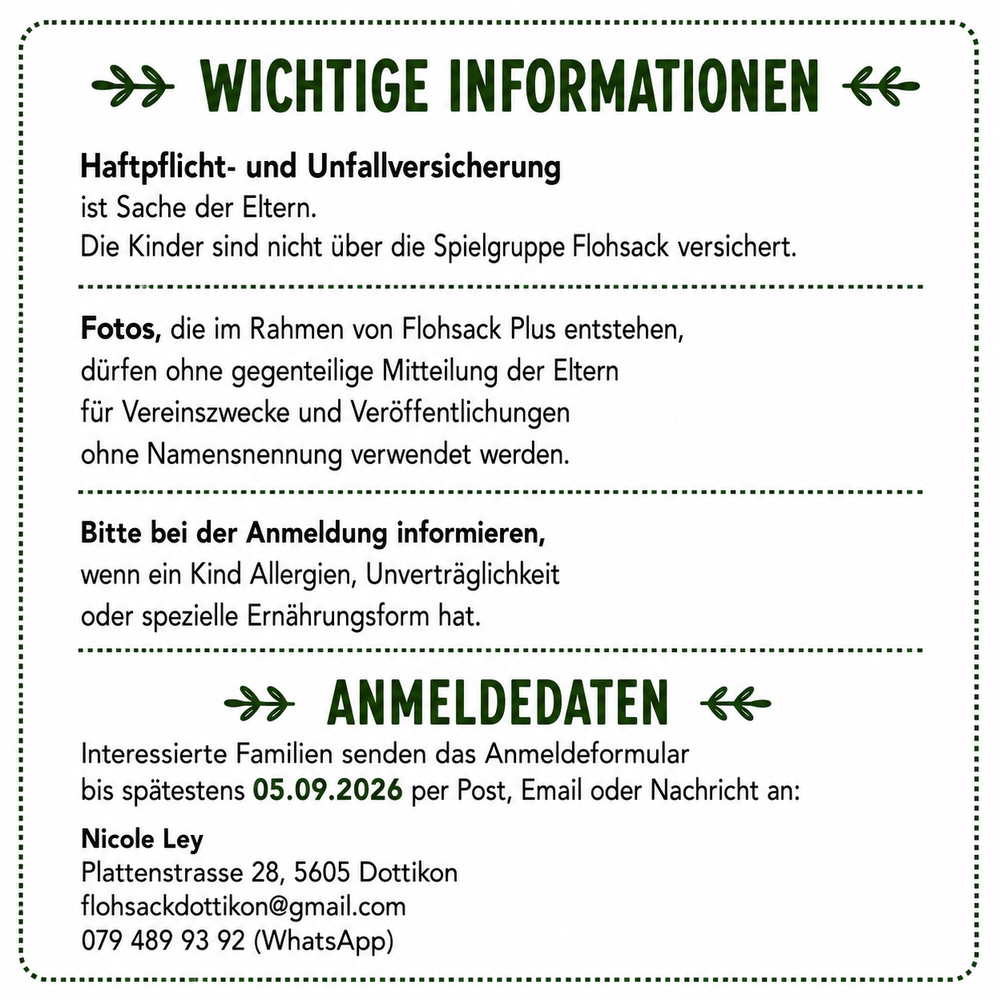 WICHTIGE INFORMATIONEN
Haftpflicht- und Unfallversicherung
ist Sache der Eltern.
Die Kinder sind nicht über die Spielgruppe Flohsack versichert.
Fotos, die im Rahmen von Flohsack Plus entstehen,
dürfen ohne gegenteilige Mitteilung der Eltern
für Vereinszwecke und Veröffentlichungen
ohne Namensnennung verwendet werden.
Bitte bei der Anmeldung informieren,
wenn ein Kind Allergien, Unverträglichkeit
oder spezielle Ernährungsform hat.
ANMELDEDATEN
Interessierte Familien senden das Anmeldeformular
bis spätestens 05.09.2026 per Post, Email oder Nachricht an:
Nicole Ley
Plattenstrasse 28, 5605 Dottikon
flohsackdottikon@gmail.com
079 489 93 92 (WhatsApp)